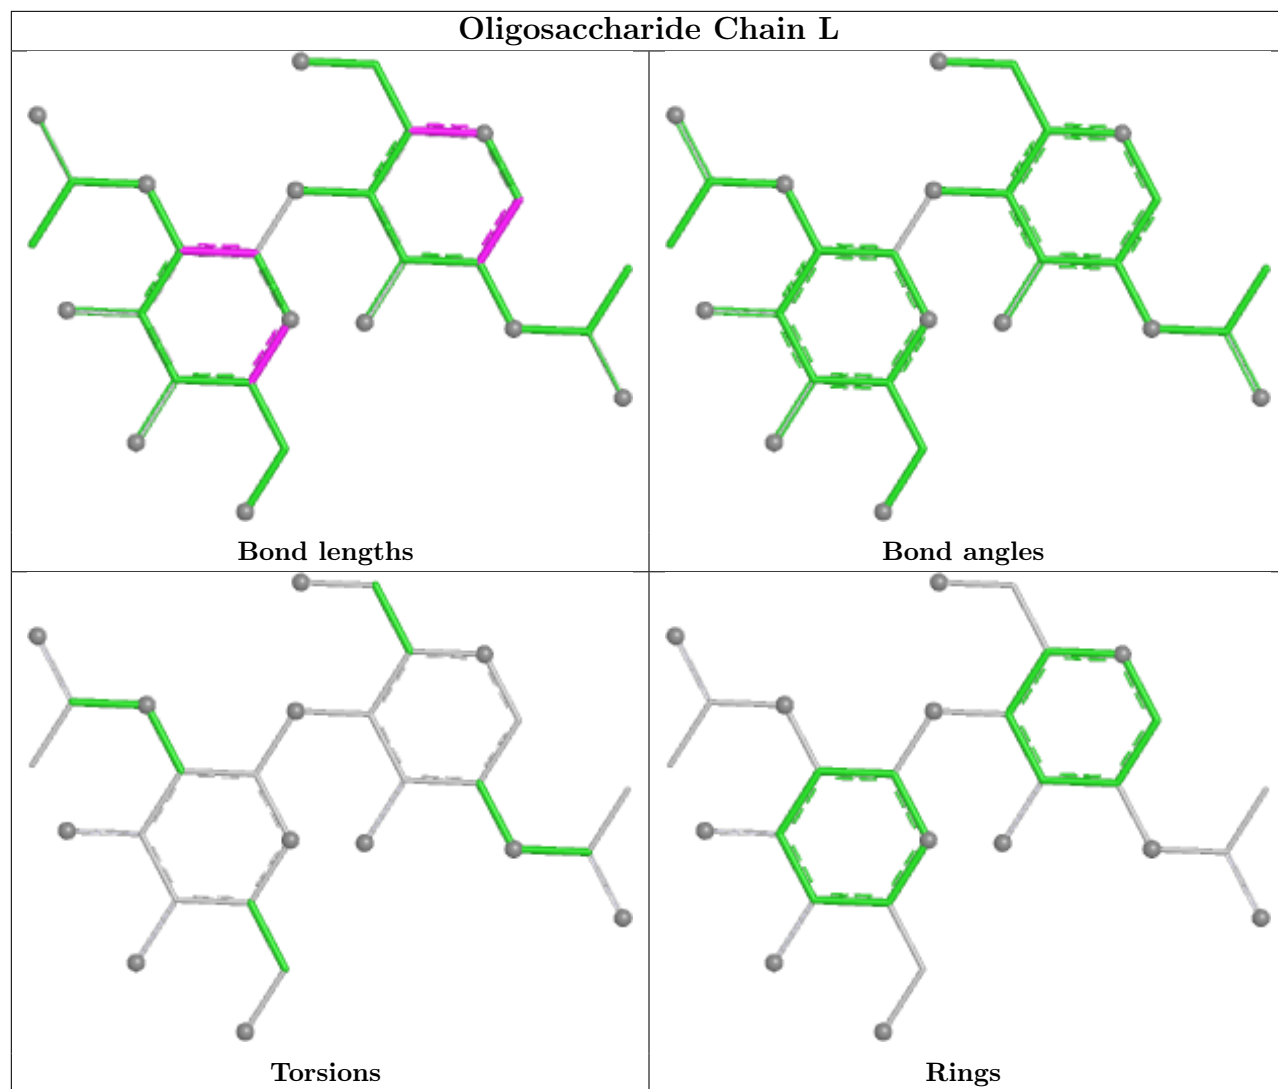 Oligosaccharide Chain L
Bond lengths
Bond angles
Torsions
Rings